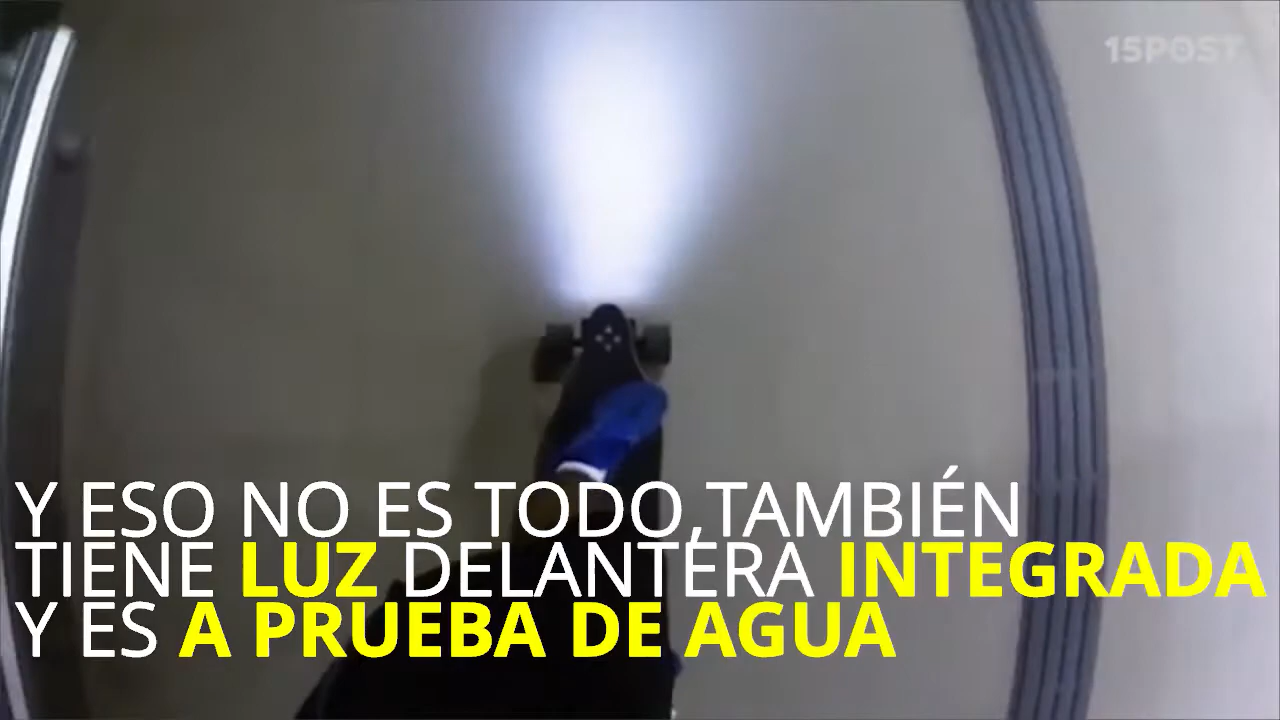 15POST
Y ESO NO ES TODO, TAMBIÉN
TIENE LUZ DELANTERA INTEGRADA
Y ES A PRUEBA DE AGUA